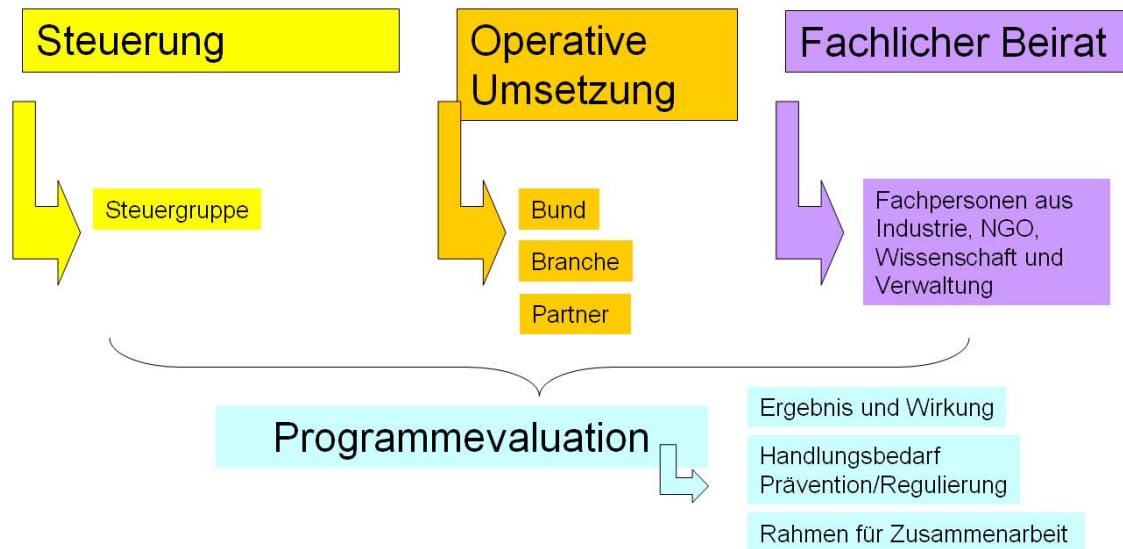 Steuerung
Steuergruppe
Operative
Umsetzung
Bund
Branche
Partner
Fachlicher Beirat
Fachpersonen aus
Industrie, NGO,
Wissenschaft und
Verwaltung
Programmevaluation
Ergebnis und Wirkung
Handlungsbedarf
Prävention/Regulierung
Rahmen für Zusammenarbeit